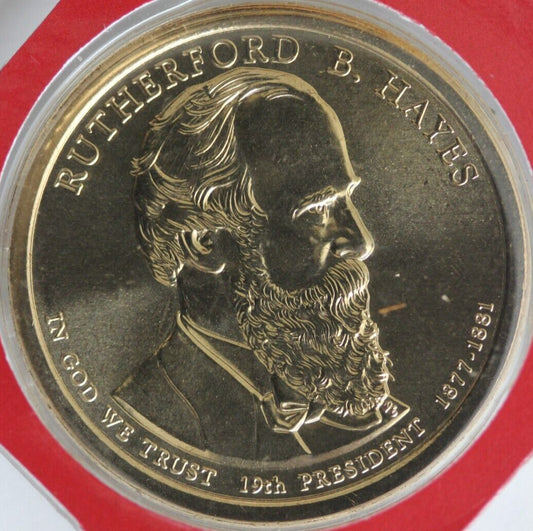 RUTHERFORD B. HAYES
IN GOD WE TRUST 19th PRESIDENT 1877-1881